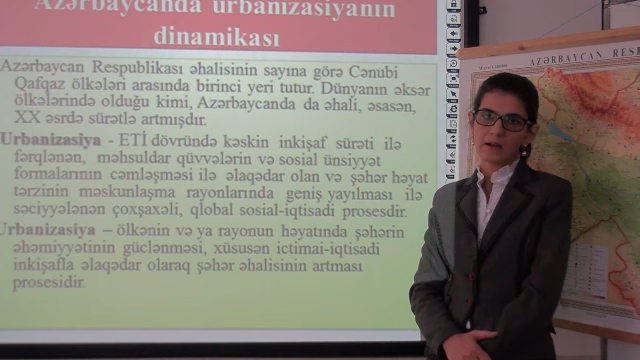 Azərbaycanda urbanizasiyanın
dinamikası
Azərbaycan Respublikası əhalisinin sayına görə Cənubi
Qafqaz ölkələri arasında birinci yeri tutur. Dünyanın əksər
ölkələrində olduğu kimi, Azərbaycanda da əhali, əsasən,
XX əsrdə sürətlə artmışdır.
Urbanizasiya - ETİ dövründə kəskin inkişaf sürəti ilə
fərqlənən, məhsuldar qüvvələrin və sosial ünsiyyət
formalarının cəmləşməsi ilə əlaqədar olan və şəhər həyat
tərzinin məskunlaşma rayonlarında geniş yayılması ilə
səciyyələnən çoxşaxəli, qlobal sosial-iqtisadi prosesdir.
Urbanizasiya – ölkənin və ya rayonun həyatında şəhərin
əhəmiyyətinin güclənməsi, xüsusən ictimai-iqtisadi
inkişafla əlaqədar olaraq şəhər əhalisinin artması
prosesidir.
AZƏRBAYCAN RES